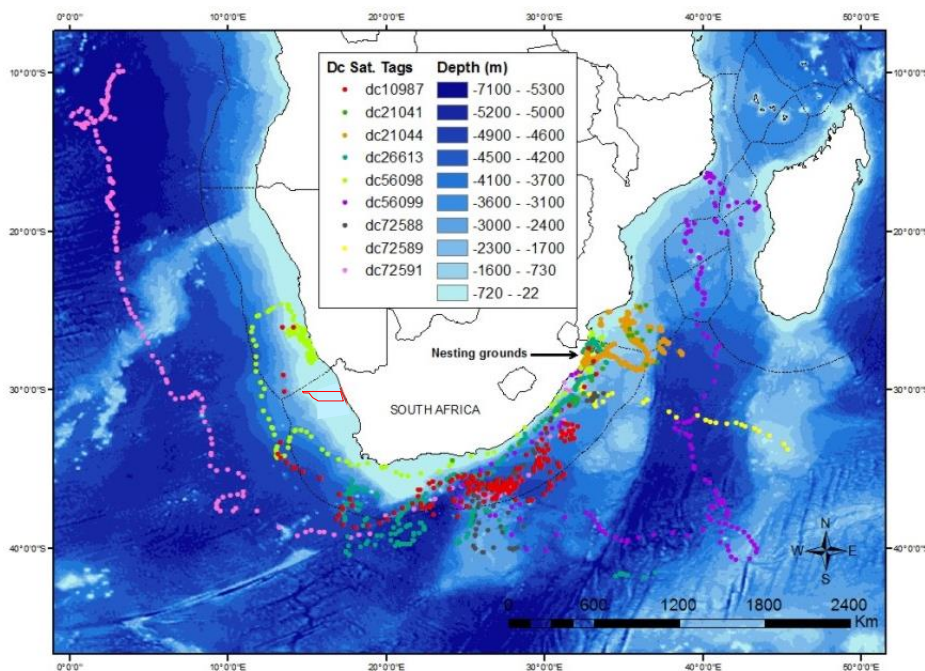 -0°0'0" 10°0'0"E 20°0'0"E 30°0'0"E 40°0'0"E 50°0'0"E
Dc Sat. Tags Depth (m)
dc10987 -7100 - -5300
dc21041 -5200 - -5000
dc21044 -4900 - -4600
dc26613 -4500 - -4200
dc56098 -4100 - -3700
dc56099 -3600 - -3100
dc72588 -3000 - -2400
dc72589 -2300 - -1700
dc72591 -1600 - -730
-720 - -22
10°0'0"S 10°0'0"S
20°0'0"S 20°0'0"S
Nesting grounds
30°0'0"S 30°0'0"S
SOUTH AFRICA
N
40°0'0"S W E 40°0'0"S
S
0 600 1200 1800 2400
Km
0°0'0" 10°0'0"E 20°0'0"E 30°0'0"E 40°0'0"E 50°0'0"E